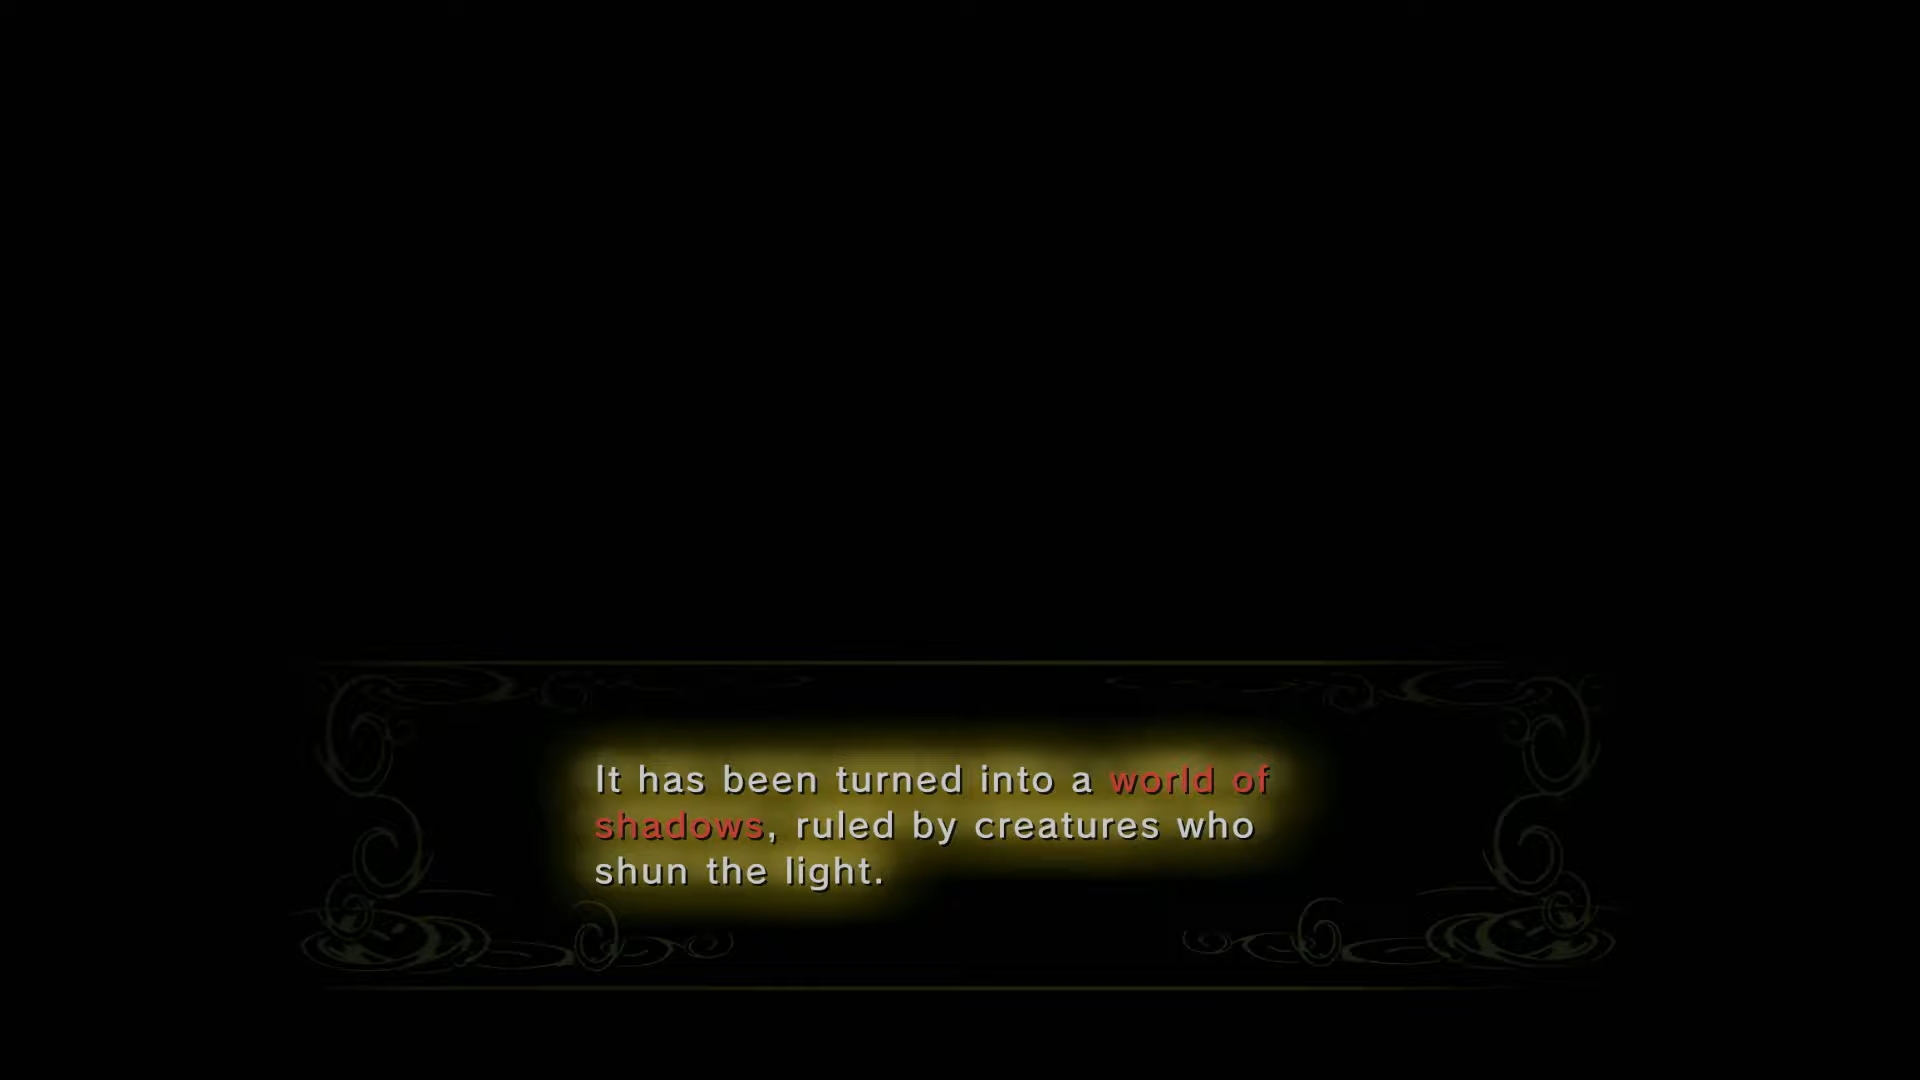 It has been turned into a world of
shadows, ruled by creatures who
shun the light.